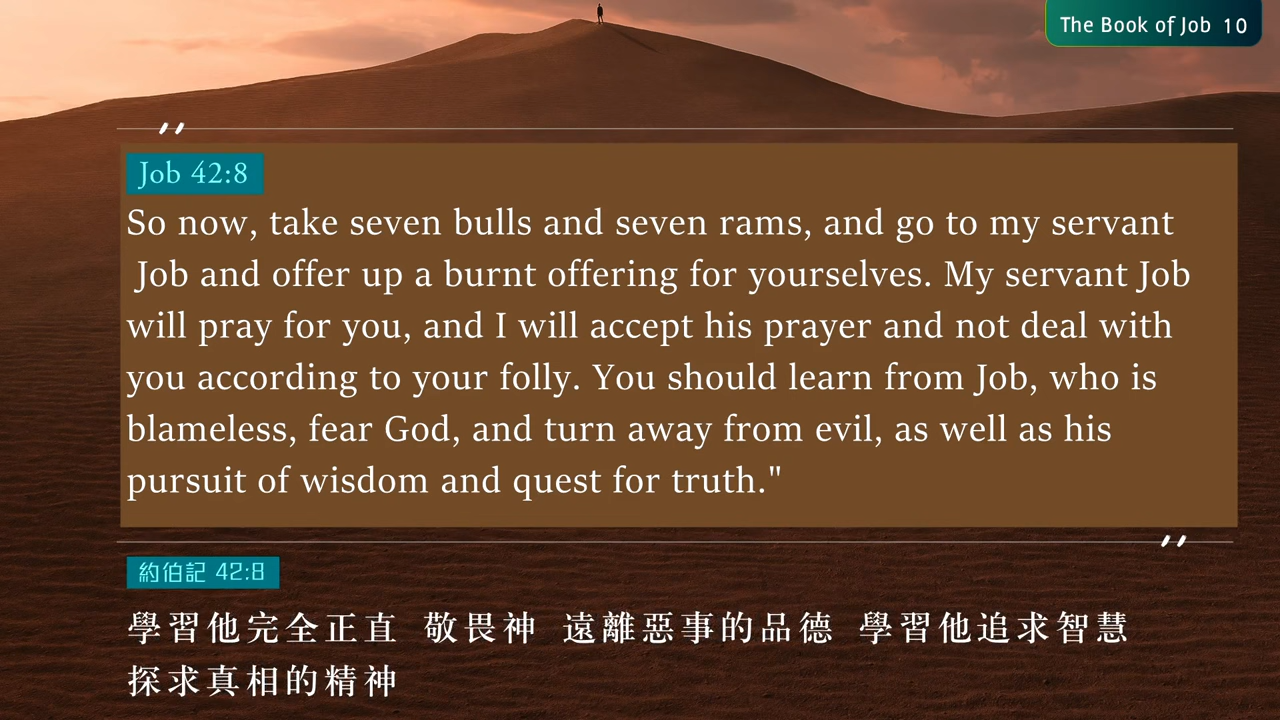 The Book of Job 10
Job 42:8
So now, take seven bulls and seven rams, and go to my servant
Job and offer up a burnt offering for yourselves. My servant Job
will pray for you, and I will accept his prayer and not deal with
you according to your folly. You should learn from Job, who is
blameless, fear God, and turn away from evil, as well as his
pursuit of wisdom and quest for truth."
約伯記 42:8
學習他完全正直 敬畏神 遠離惡事的品德 學習他追求智慧
探求真相的精神